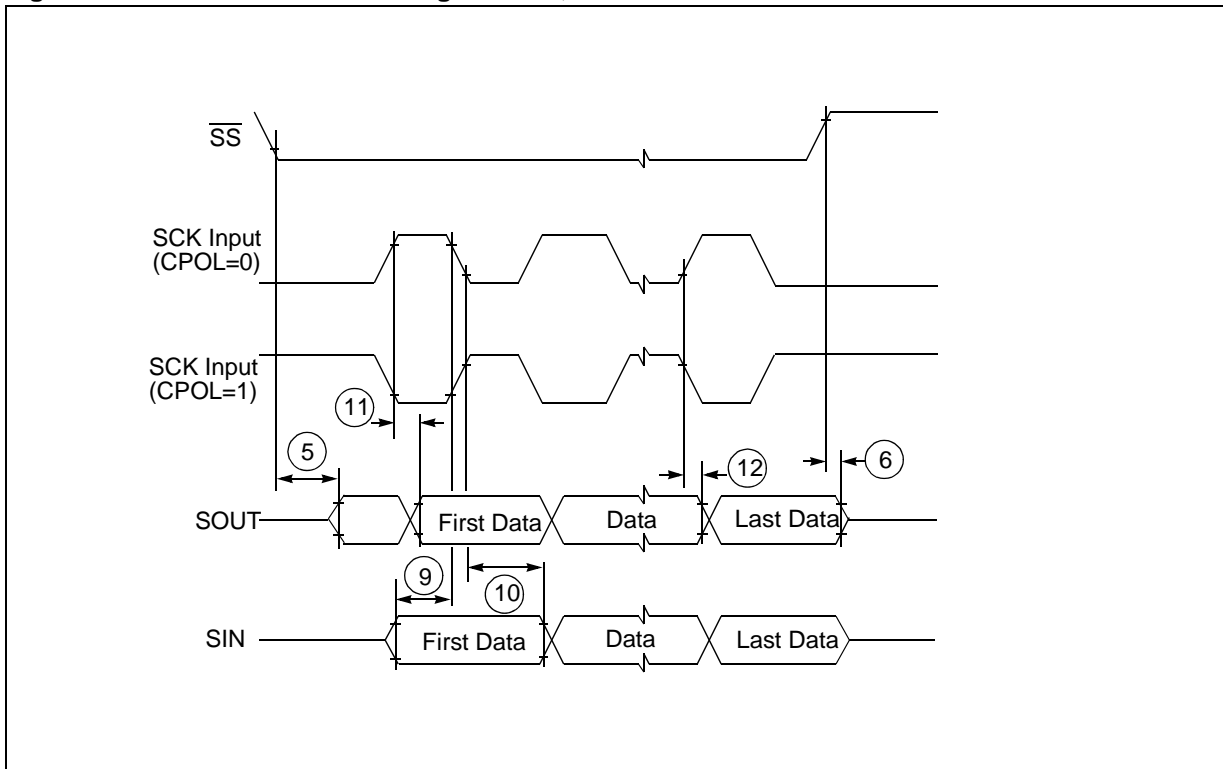 SS
SCK Input
(CPOL=0)
SCK Input
(CPOL=1)
11
5
12
6
SOUT
First Data
Data
Last Data
9
10
SIN
First Data
Data
Last Data